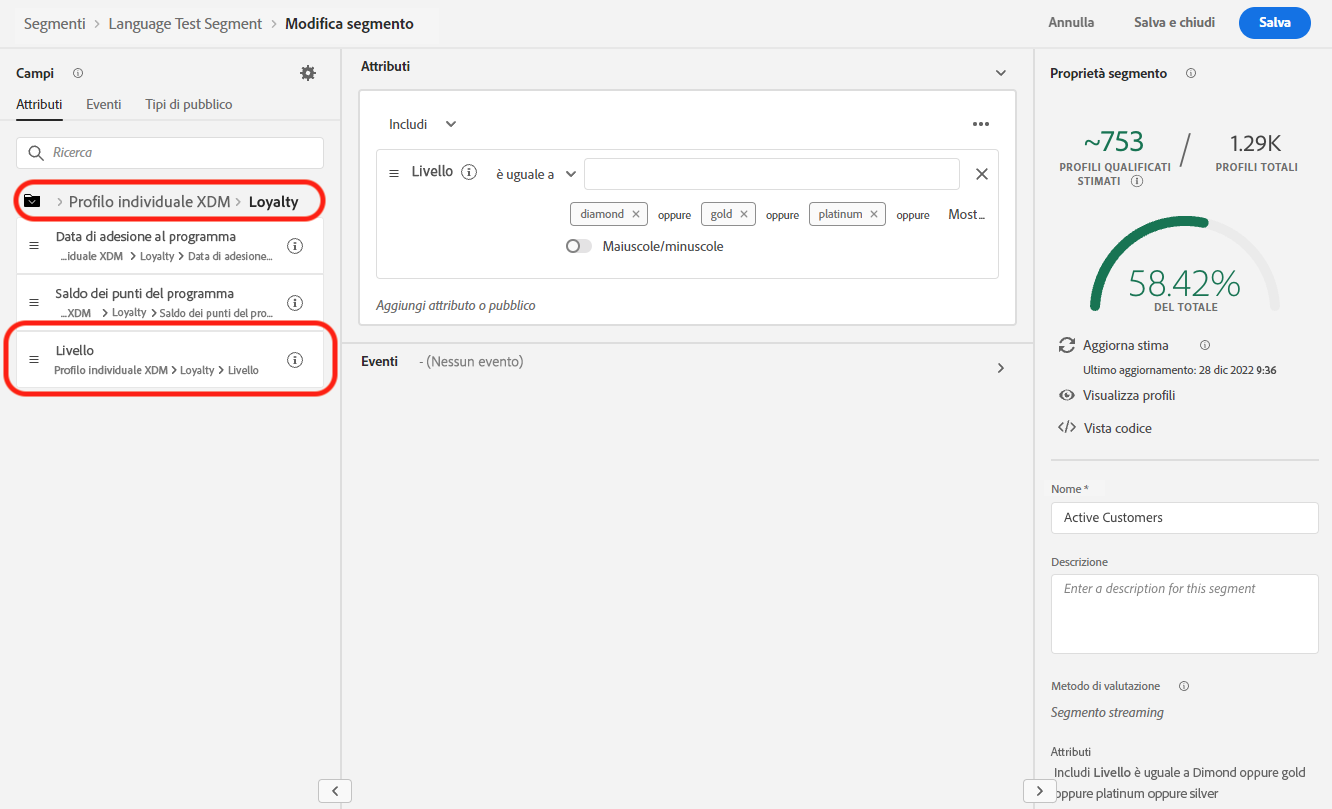 Segmenti > Language Test Segment > Modifica segmento
Annulla
Salva e chiudi
Salva
Campi
Attributi
Eventi
Tipi di pubblico
Ricerca
> Profilo individuale XDM > Loyalty
Data di adesione al programma
...iduale XDM > Loyalty > Data di adesione...
Saldo dei punti del programma
...XDM > Loyalty > Saldo dei punti del pro...
Livello
Profilo individuale XDM > Loyalty > Livello
Attributi
Includi
Livello
è uguale a
diamond × oppure gold × oppure platinum × oppure Most...
Maiuscole/minuscole
Aggiungi attributo o pubblico
Eventi - (Nessun evento)
Proprietà segmento
~753
PROFILI QUALIFICATI
STIMATI
/
1.29K
PROFILI TOTALI
58.42%
DEL TOTALE
Aggiorna stima
Ultimo aggiornamento: 28 dic 2022 9:36
Visualizza profili
</> Vista codice
Nome *
Active Customers
Descrizione
Enter a description for this segment
Metodo di valutazione
Segmento streaming
Attributi
Includi Livello è uguale a Dimond oppure gold
oppure platinum oppure silver